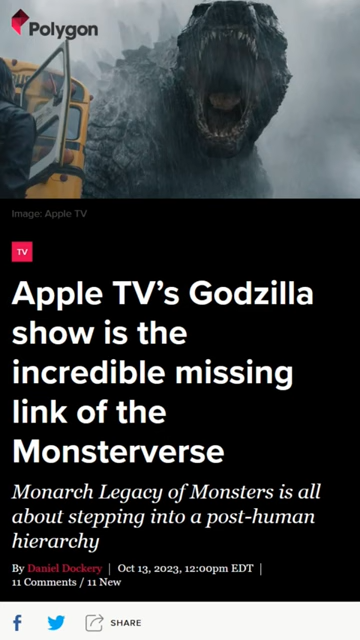 Polygon
Image: Apple TV
TV
Apple TV’s Godzilla
show is the
incredible missing
link of the
Monsterverse
Monarch Legacy of Monsters is all
about stepping into a post-human
hierarchy
By Daniel Dockery | Oct 13, 2023, 12:00pm EDT |
11 Comments / 11 New
SHARE